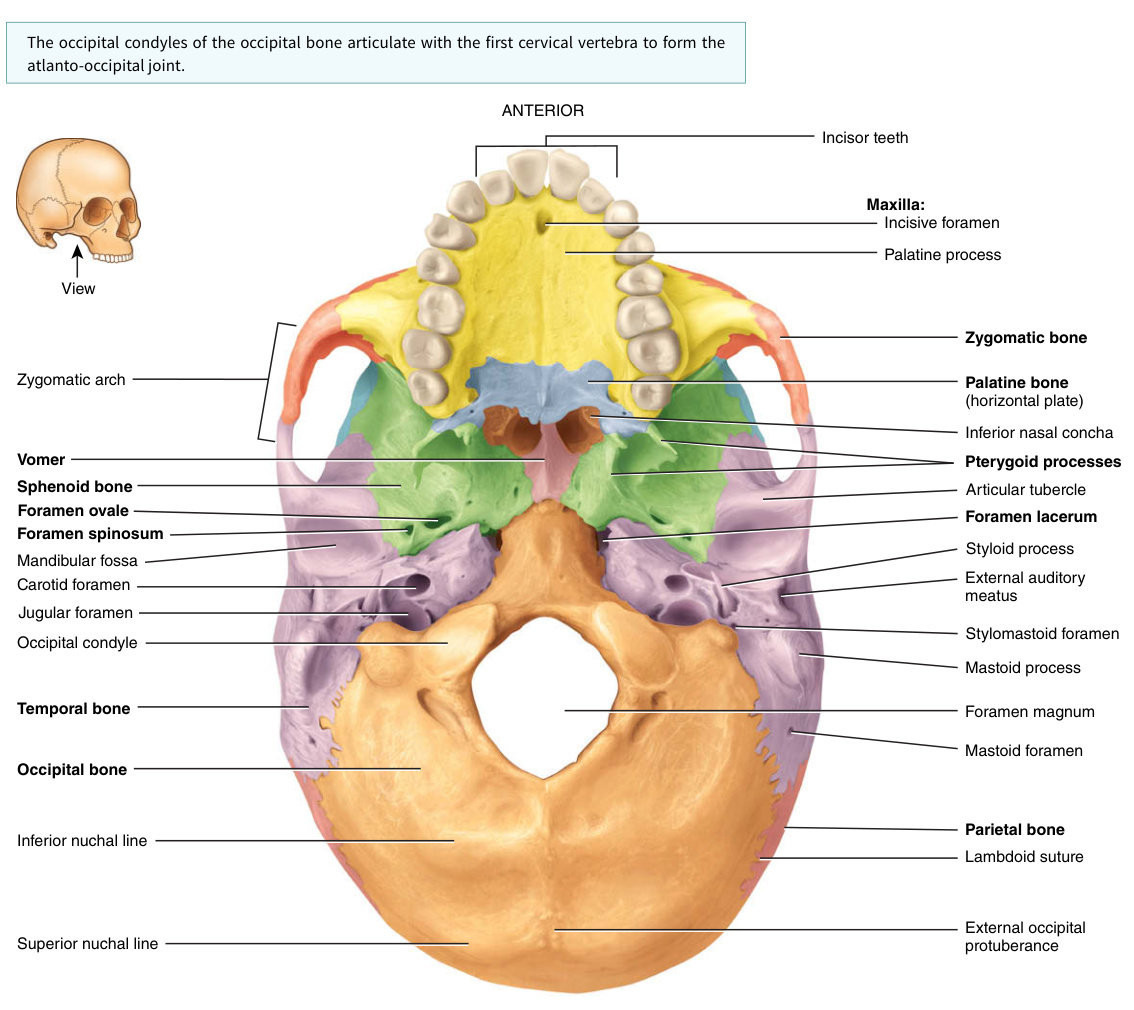 The occipital condyles of the occipital bone articulate with the first cervical vertebra to form the
atlanto-occipital joint.
ANTERIOR
Incisor teeth
Maxilla:
Incisive foramen
Palatine process
View
Zygomatic arch
Vomer
Sphenoid bone
Foramen ovale
Foramen spinosum
Mandibular fossa
Carotid foramen
Jugular foramen
Occipital condyle
Temporal bone
Occipital bone
Inferior nuchal line
Superior nuchal line
Zygomatic bone
Palatine bone
(horizontal plate)
Inferior nasal concha
Pterygoid processes
Articular tubercle
Foramen lacerum
Styloid process
External auditory
meatus
Stylomastoid foramen
Mastoid process
Foramen magnum
Mastoid foramen
Parietal bone
Lambdoid suture
External occipital
protuberance